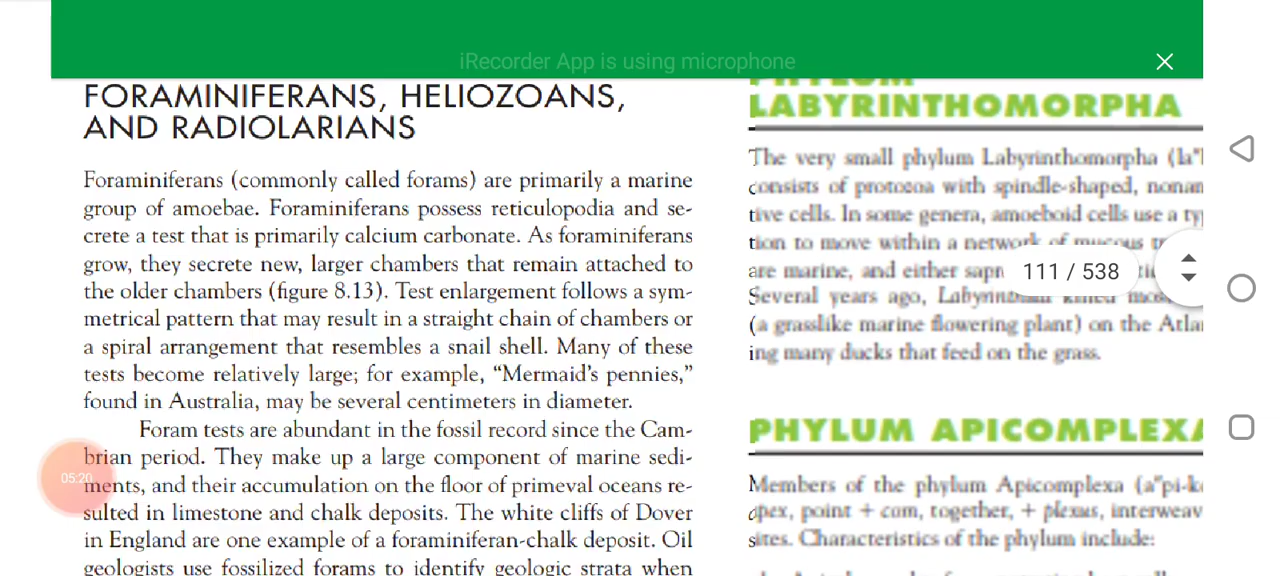 iRecorder App is using microphone
FORAMINIFERANS, HELIOZOANS,
AND RADIOLARIANS
Foraminiferans (commonly called forams) are primarily a marine
group of amoebae. Foraminiferans possess reticulopodia and se-
crete a test that is primarily calcium carbonate. As foraminiferans
grow, they secrete new, larger chambers that remain attached to
the older chambers (figure 8.13). Test enlargement follows a sym-
metrical pattern that may result in a straight chain of chambers or
a spiral arrangement that resembles a snail shell. Many of these
tests become relatively large; for example, “Mermaid’s pennies,”
found in Australia, may be several centimeters in diameter.
Foram tests are abundant in the fossil record since the Cam-
brian period. They make up a large component of marine sedi-
ments, and their accumulation on the floor of primeval oceans re-
sulted in limestone and chalk deposits. The white cliffs of Dover
in England are one example of a foraminiferan-chalk deposit. Oil
geologists use fossilized forams to identify geologic strata when
05:20
PHYLUM
LABYRINTHOMORPHA
The very small phylum Labyrinthomorpha (la"
consists of protozoa with spindle-shaped, nonam
tive cells. In some genera, amoeboid cells use a ty
tion to move within a network of mucous
are marine, and either sapr
Several years ago, killed
(a grasslike marine flowering plant) on the Atla
ing many ducks that feed on the grass.
111 / 538
PHYLUM APICOMPLEXA
Members of the phylum Apicomplexa (a"pi-k
apex, point + com, together, + plexus, interweav
sites. Characteristics of the phylum include: